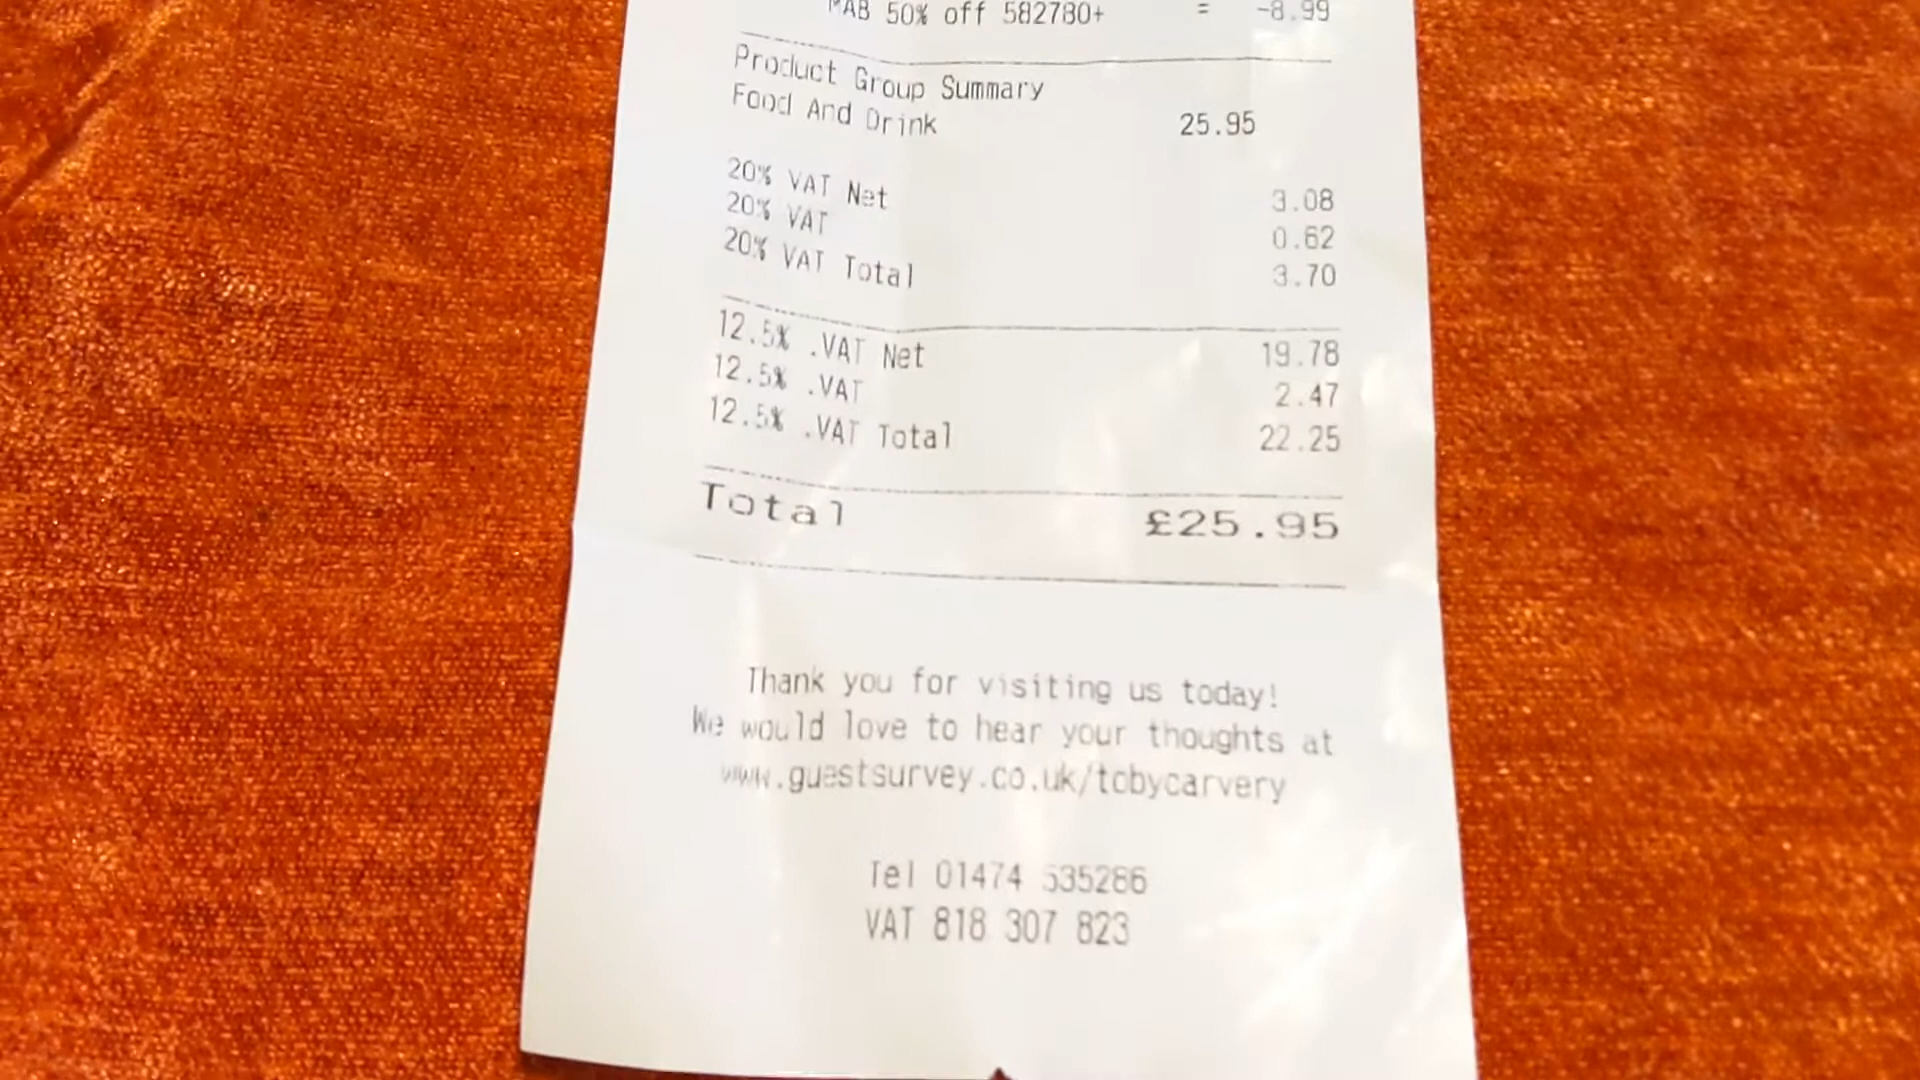 MAB 50% off 582780+ = -8.99
Product Group Summary
Food And Drink 25.95
20% VAT Net 3.08
20% VAT 0.62
20% VAT Total 3.70
12.5% .VAT Net 19.78
12.5% .VAT 2.47
12.5% .VAT Total 22.25
Total £25.95
Thank you for visiting us today!
We would love to hear your thoughts at
www.guestsurvey.co.uk/tobycarvery
Tel 01474 535286
VAT 818 307 823